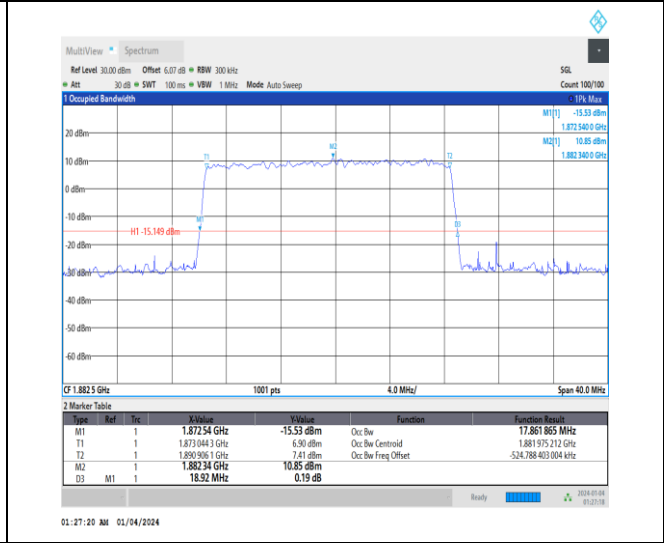 MultiView Spectrum
Ref Level 30.00 dBm Offset 6.07 dB RBW 300 kHz SGL
Att 30 dB SWT 100 ms VBW 1 MHz Mode Auto Sweep Count 100/100
1 Occupied Bandwidth 1Pk Max
M1[1] -15.53 dBm
1.872 540 0 GHz
M2[1] 10.85 dBm
1.882 340 0 GHz
20 dBm
10 dBm
0 dBm
-10 dBm
-20 dBm
-30 dBm
-40 dBm
-50 dBm
-60 dBm
T1
M2
T2
M1
D3
H1 -15.149 dBm
CF 1.882 5 GHz 1001 pts 4.0 MHz/ Span 40.0 MHz
2 Marker Table
Type Ref Trc X-Value Y-Value Function Function Result
M1 1 1.872 54 GHz -15.53 dBm Occ Bw 17.861 865 MHz
T1 1 1.873 044 3 GHz 6.90 dBm Occ Bw Centroid 1.881 975 212 GHz
T2 1 1.890 906 1 GHz 7.41 dBm Occ Bw Freq Offset -524.788 403 004 kHz
M2 1 1.882 34 GHz 10.85 dBm
D3 M1 1 18.92 MHz 0.19 dB
Ready 2024-01-04
01:27:18
01:27:20 AM 01/04/2024